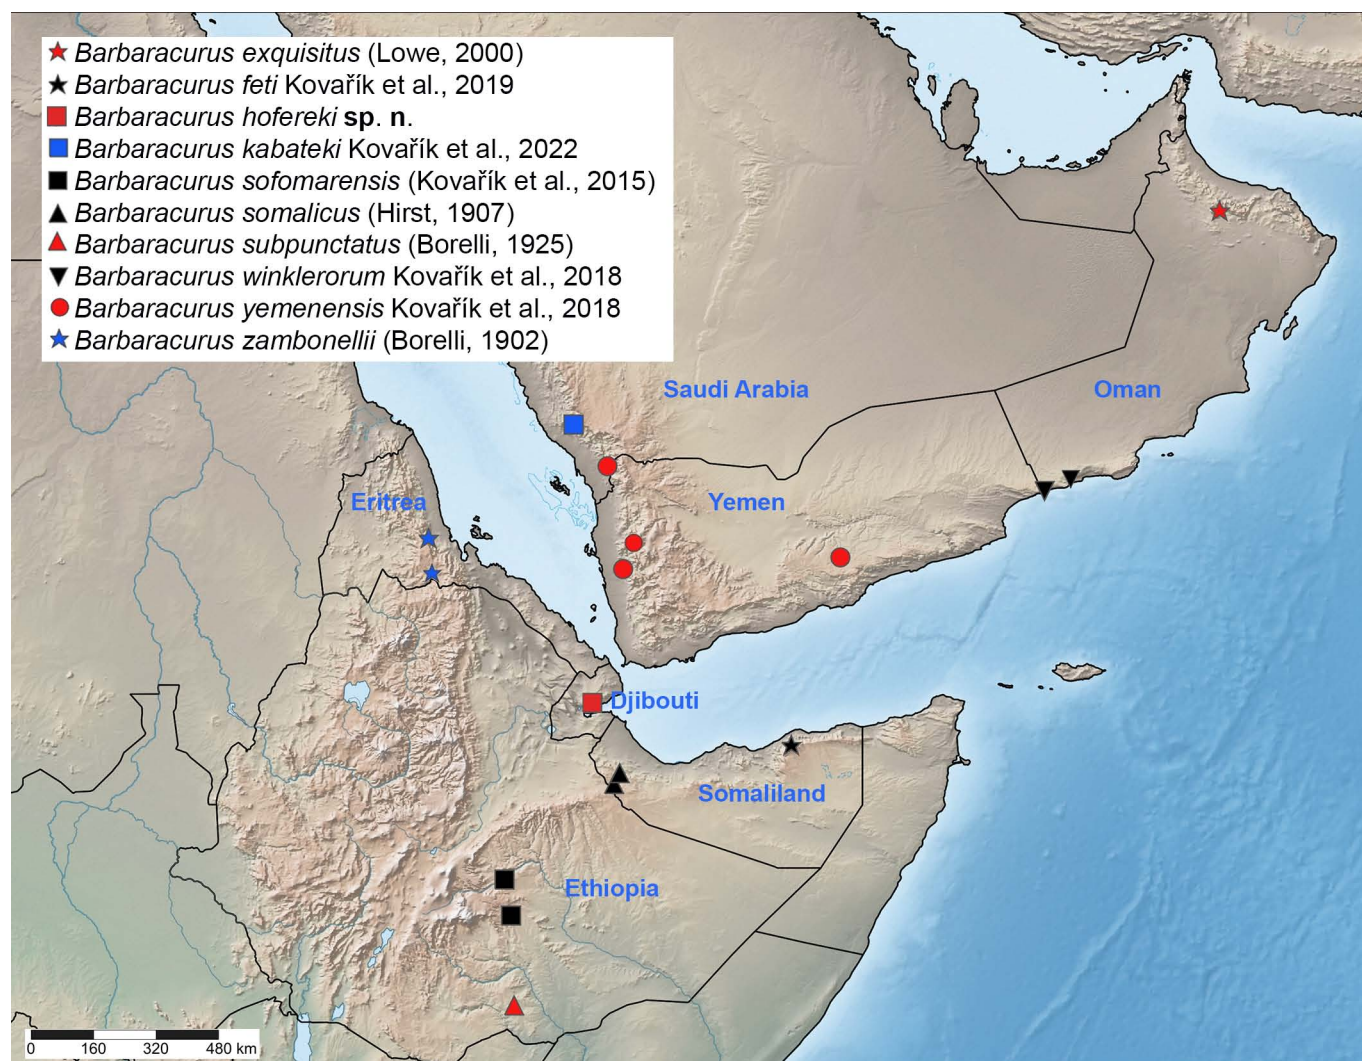 Barbaracurus exquisitus (Lowe, 2000)
Barbaracurus feti Kovařík et al., 2019
Barbaracurus hofereki sp. n.
Barbaracurus kabateki Kovařík et al., 2022
Barbaracurus sofomarensis (Kovařík et al., 2015)
Barbaracurus somalicus (Hirst, 1907)
Barbaracurus subpunctatus (Borelli, 1925)
Barbaracurus winklerorum Kovařík et al., 2018
Barbaracurus yemenensis Kovařík et al., 2018
Barbaracurus zambonellii (Borelli, 1902)
Saudi Arabia
Oman
Eritrea
Yemen
Djibouti
Somaliland
Ethiopia
0 160 320 480 km